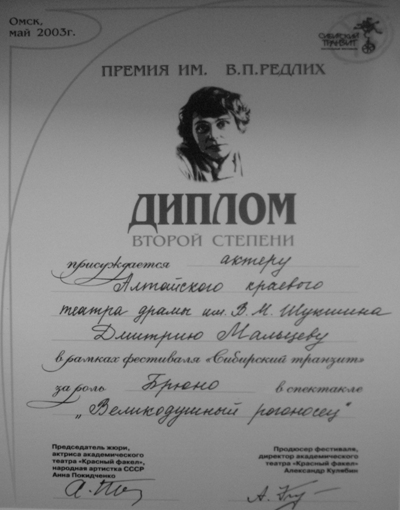 Омск,
май 2003г.
СИБИРСКИЙ
ТРАНЗИТ
ПРЕМИЯ ИМ. В.П.РЕДЛИХ
ДИПЛОМ
ВТОРОЙ СТЕПЕНИ
присуждается актеру
Алтайского краевого
театра драмы им. В.М. Шукшина
Дмитрию Мальцеву
в рамках фестиваля «Сибирский транзит»
за роль Брюно в спектакле
„Великодушный рогоносец"
Председатель жюри,
актриса академического
театра «Красный факел»,
народная артистка СССР
Анна Покидченко
Продюсер фестиваля,
директор академического
театра «Красный факел»
Александр Кулябин